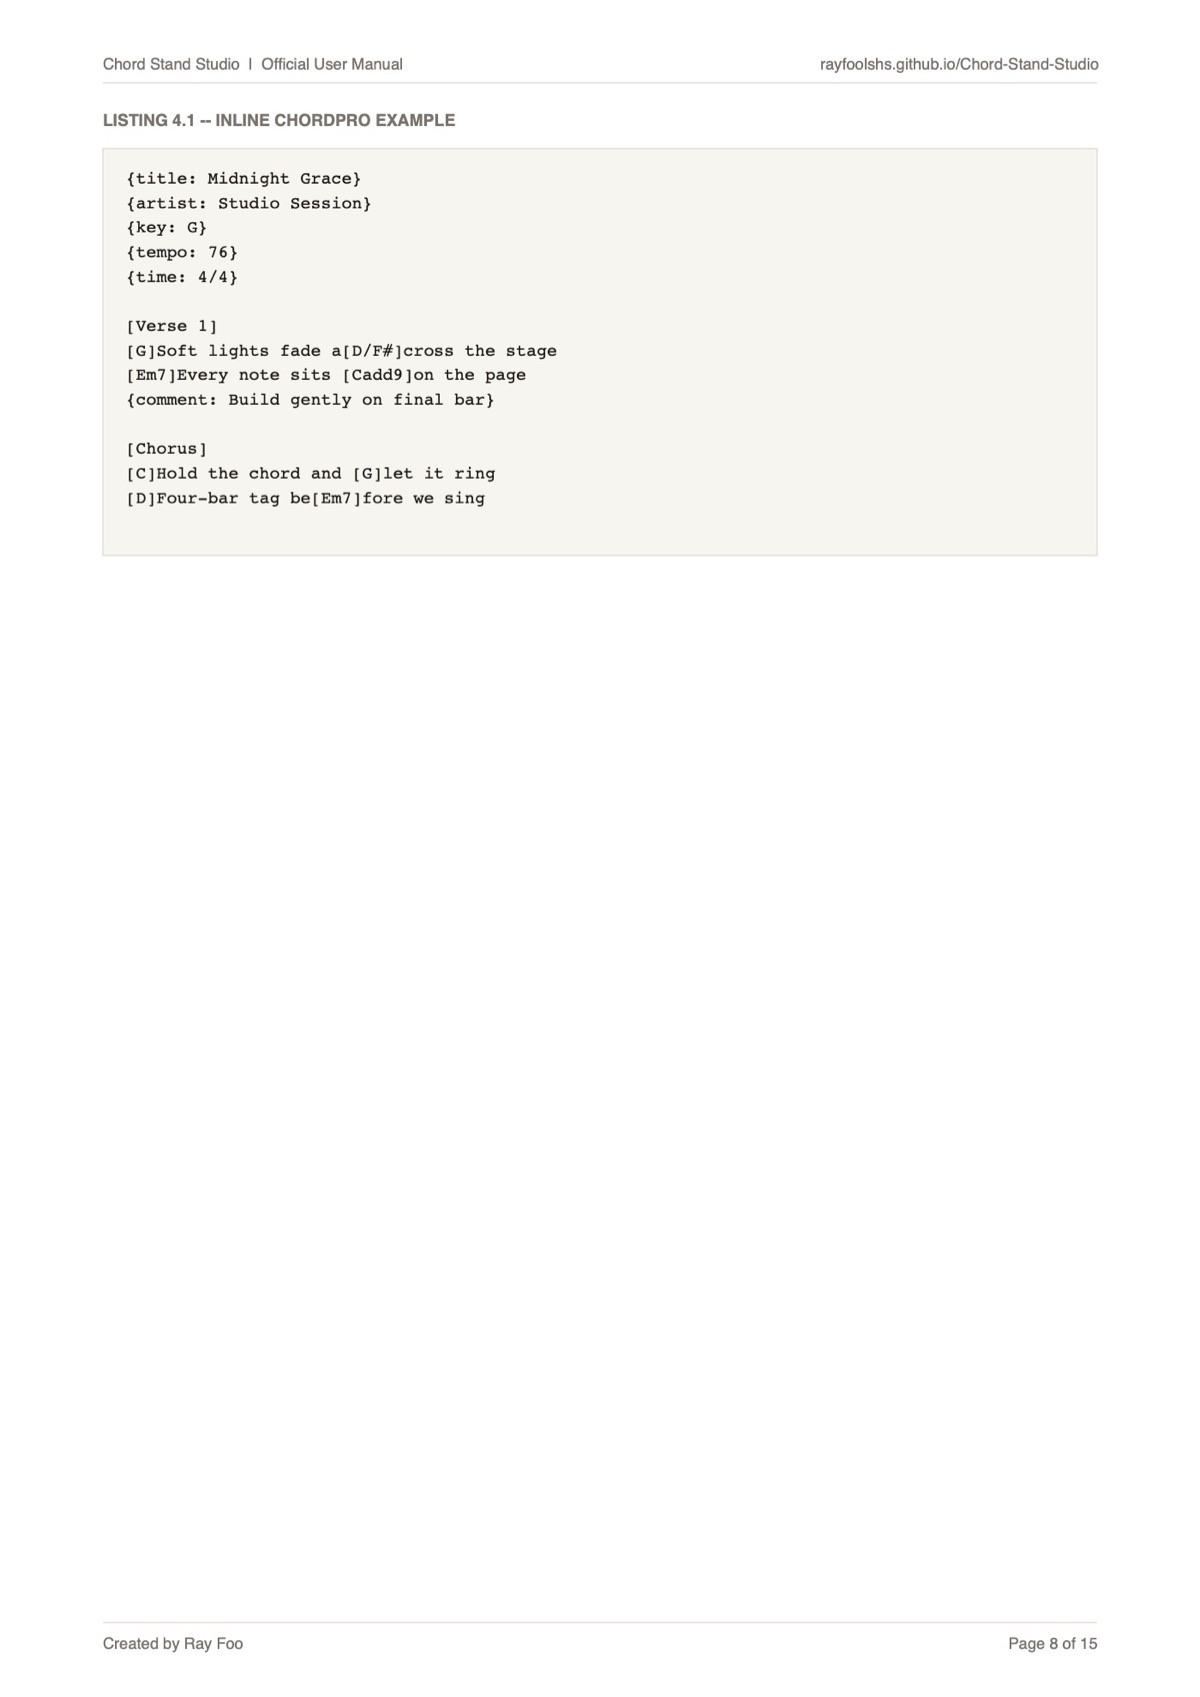 Chord Stand Studio | Official User Manual
rayfoolshs.github.io/Chord-Stand-Studio
LISTING 4.1 -- INLINE CHORDPRO EXAMPLE
{title: Midnight Grace}
{artist: Studio Session}
{key: G}
{tempo: 76}
{time: 4/4}
[Verse 1]
[G]Soft lights fade a[D/F#]cross the stage
[Em7]Every note sits [Cadd9]on the page
{comment: Build gently on final bar}
[Chorus]
[C]Hold the chord and [G]let it ring
[D]Four-bar tag be[Em7]fore we sing
Created by Ray Foo
Page 8 of 15